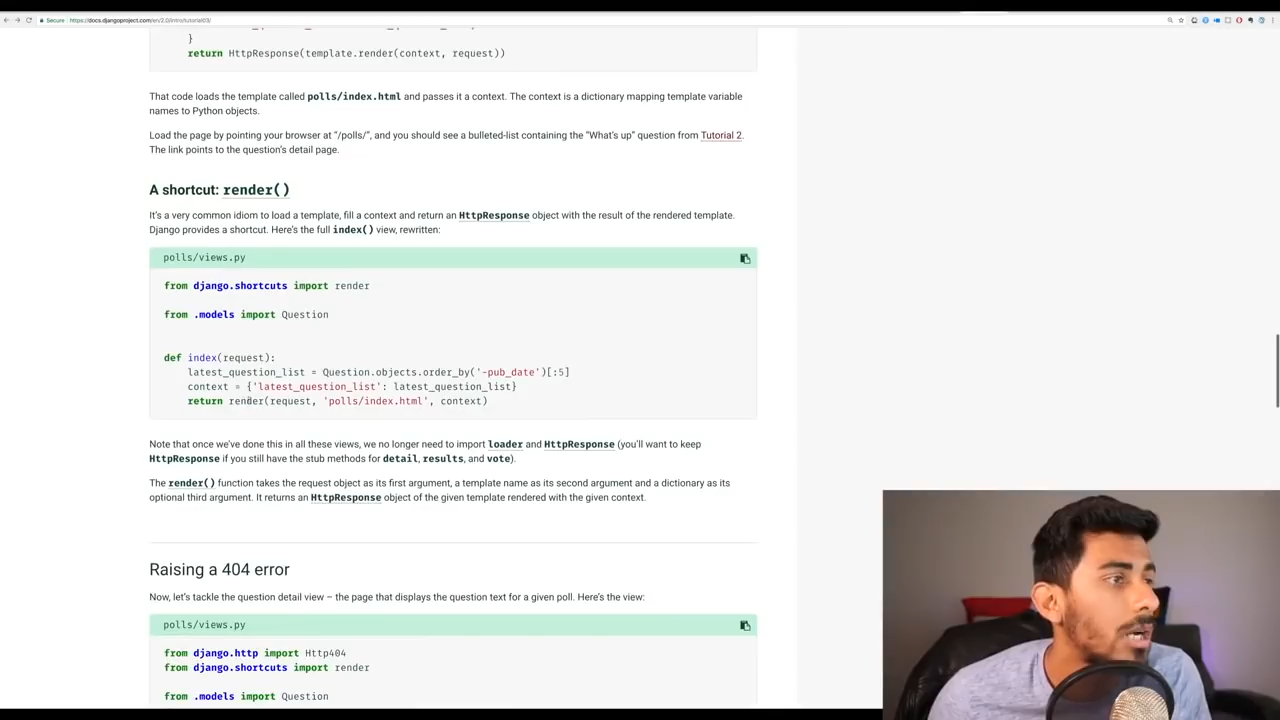 Secure
https://docs.djangoproject.com/en/2.0/intro/tutorial03/
}
return HttpResponse(template.render(context, request))
That code loads the template called polls/index.html and passes it a context. The context is a dictionary mapping template variable
names to Python objects.
Load the page by pointing your browser at "/polls/", and you should see a bulleted-list containing the "What's up" question from Tutorial 2.
The link points to the question's detail page.
A shortcut: render()
It's a very common idiom to load a template, fill a context and return an HttpResponse object with the result of the rendered template.
Django provides a shortcut. Here's the full index() view, rewritten:
polls/views.py
from django.shortcuts import render
from .models import Question
def index(request):
latest_question_list = Question.objects.order_by('-pub_date')[:5]
context = {'latest_question_list': latest_question_list}
return render(request, 'polls/index.html', context)
Note that once we've done this in all these views, we no longer need to import loader and HttpResponse (you'll want to keep
HttpResponse if you still have the stub methods for detail, results, and vote).
The render() function takes the request object as its first argument, a template name as its second argument and a dictionary as its
optional third argument. It returns an HttpResponse object of the given template rendered with the given context.
Raising a 404 error
Now, let's tackle the question detail view – the page that displays the question text for a given poll. Here's the view:
polls/views.py
from django.http import Http404
from django.shortcuts import render
from .models import Question